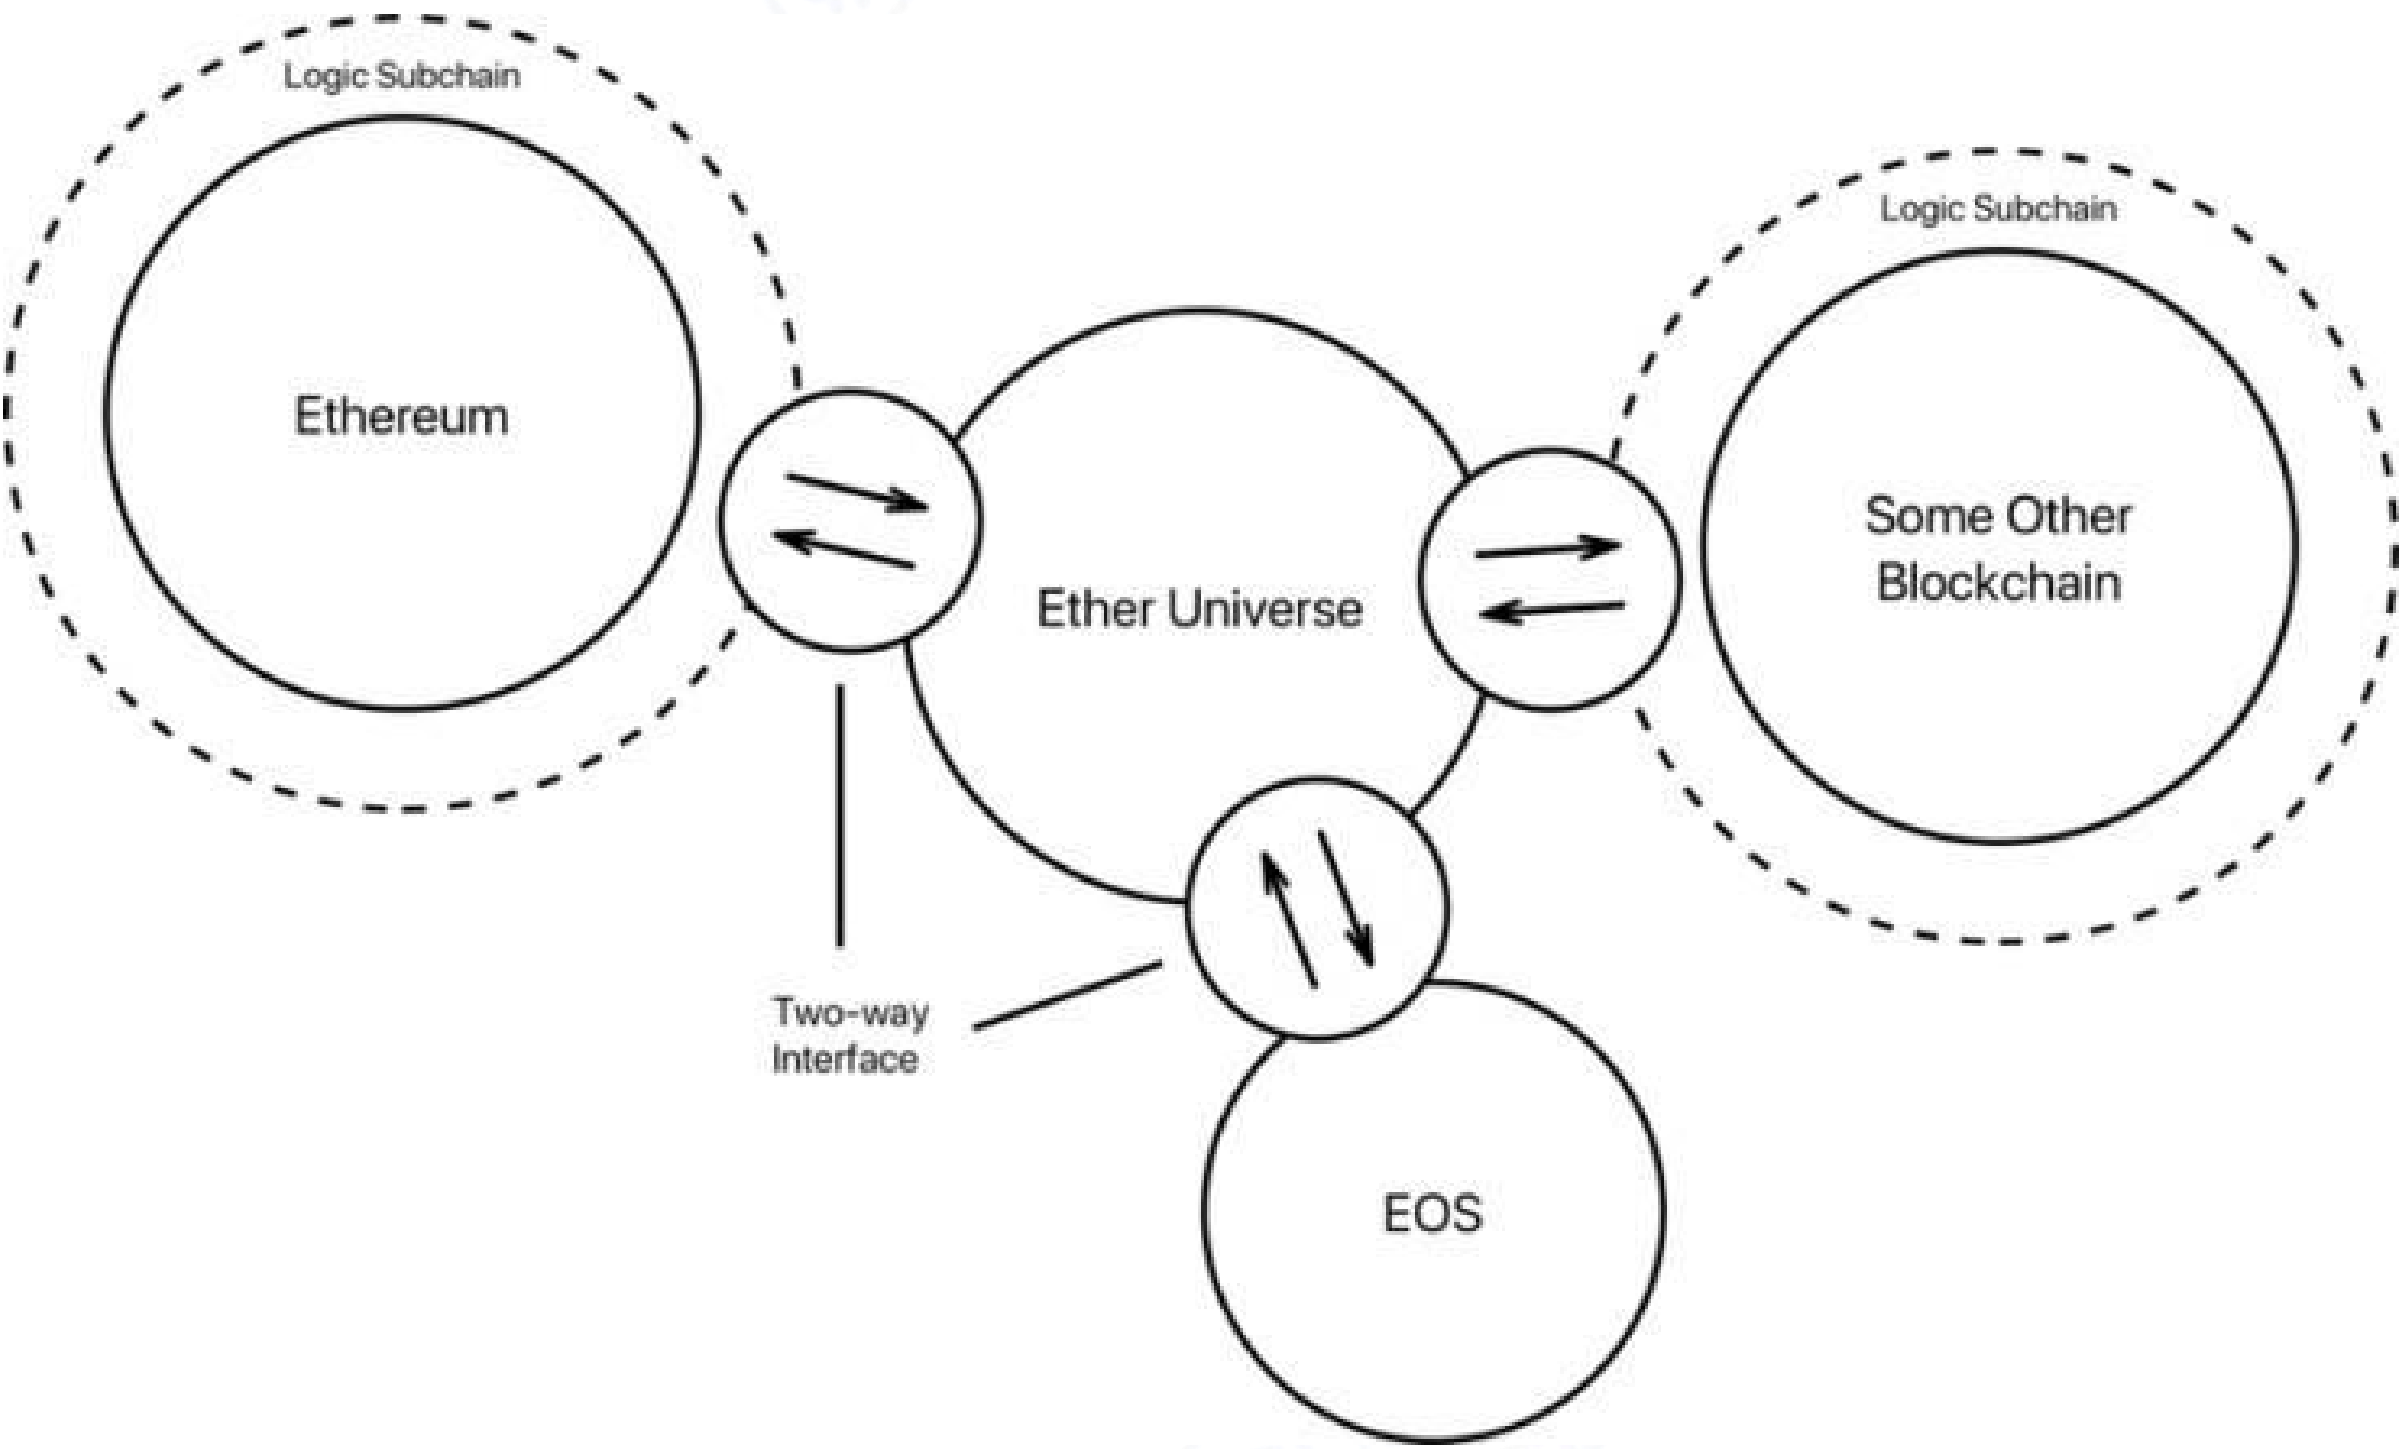 Logic Subchain
Ethereum
Logic Subchain
Some Other
Blockchain
Ether Universe
Two-way
Interface
EOS